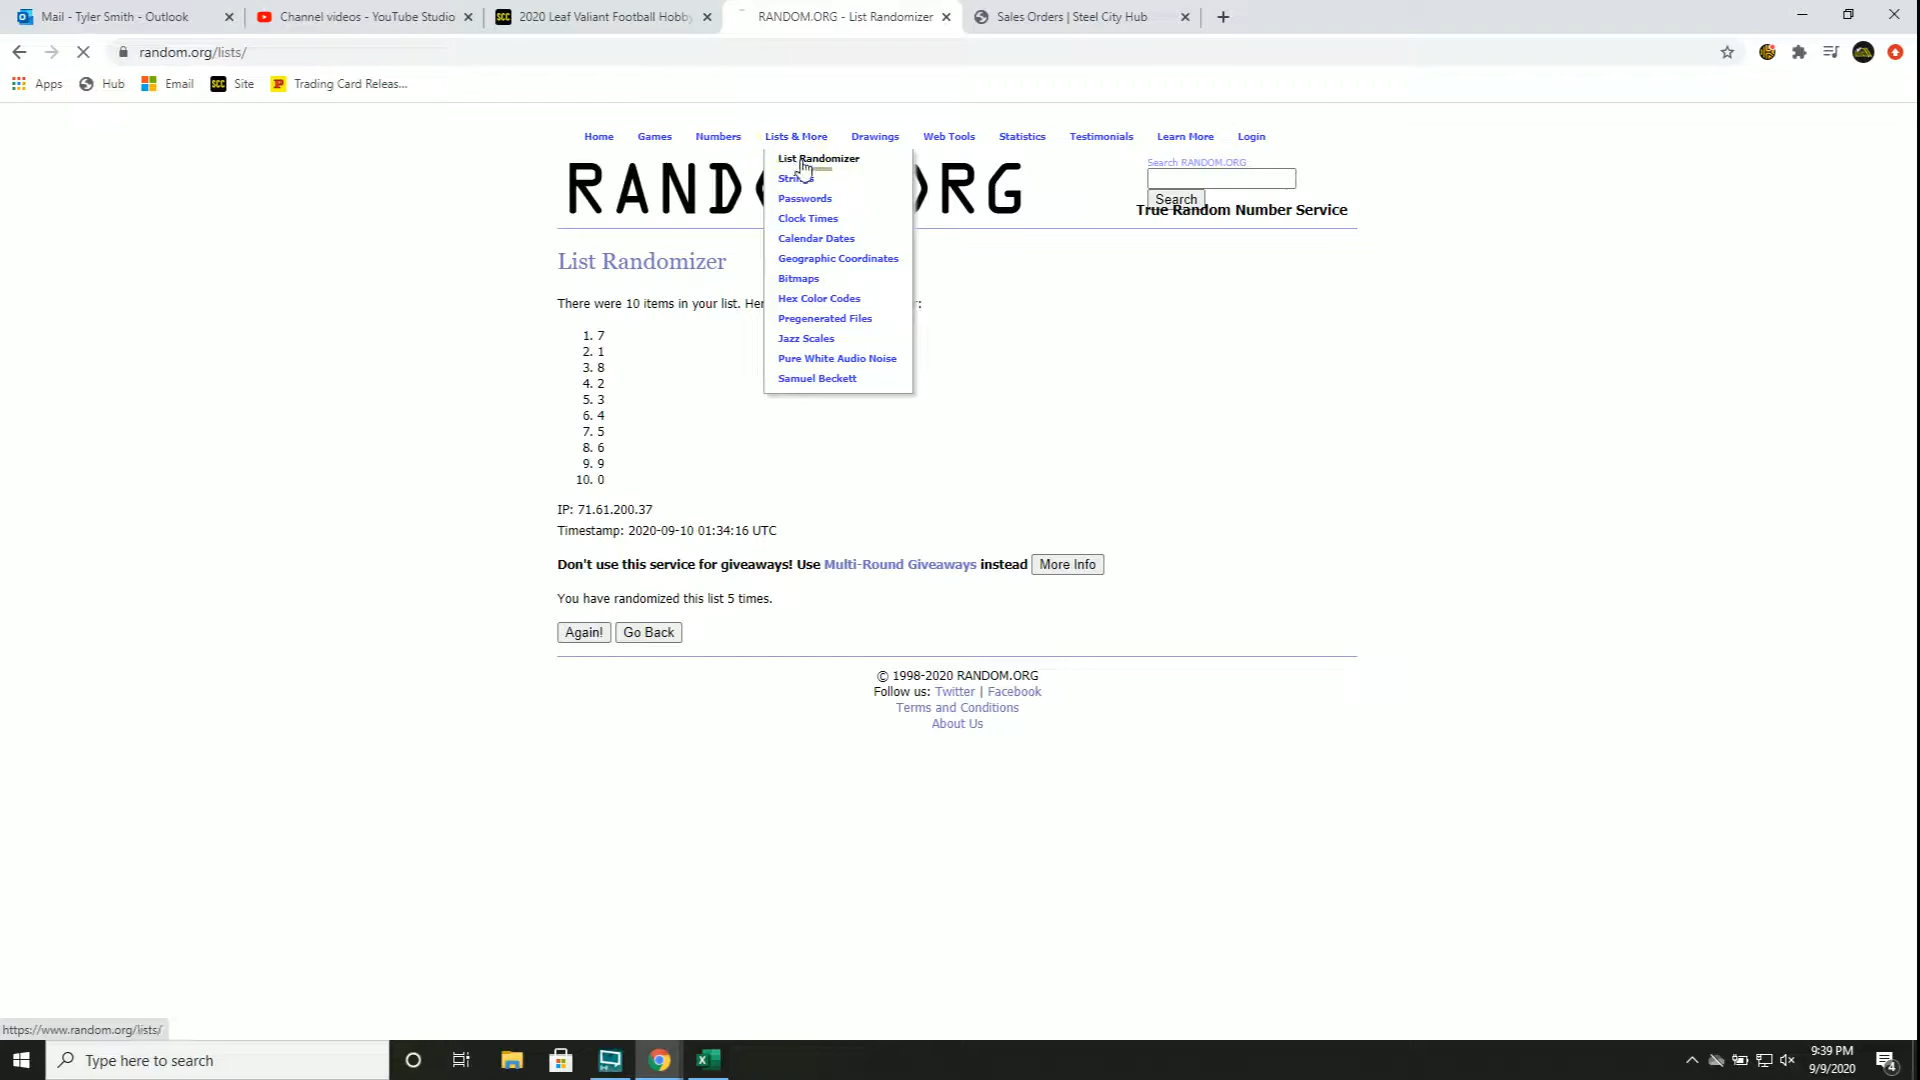 Mail - Tyler Smith - Outlook
Channel videos - YouTube Studio
SCC 2020 Leaf Valiant Football Hobby
RANDOM.ORG - List Randomizer
Sales Orders | Steel City Hub
random.org/lists/
Apps
Hub
Email
SCC Site
Trading Card Releas...
Home Games Numbers Lists & More Drawings Web Tools Statistics Testimonials Learn More Login
List Randomizer
Strings
Passwords
Clock Times
Calendar Dates
Geographic Coordinates
Bitmaps
Hex Color Codes
Pregenerated Files
Jazz Scales
Pure White Audio Noise
Samuel Beckett
Search RANDOM.ORG
Search
True Random Number Service
List Randomizer
There were 10 items in your list.
1. 7
2. 1
3. 8
4. 2
5. 3
6. 4
7. 5
8. 6
9. 9
10. 0
IP: 71.61.200.37
Timestamp: 2020-09-10 01:34:16 UTC
Don't use this service for giveaways! Use Multi-Round Giveaways instead More Info
You have randomized this list 5 times.
Again! Go Back
© 1998-2020 RANDOM.ORG
Follow us: Twitter | Facebook
Terms and Conditions
About Us
https://www.random.org/lists/
Type here to search
9:39 PM
9/9/2020
4